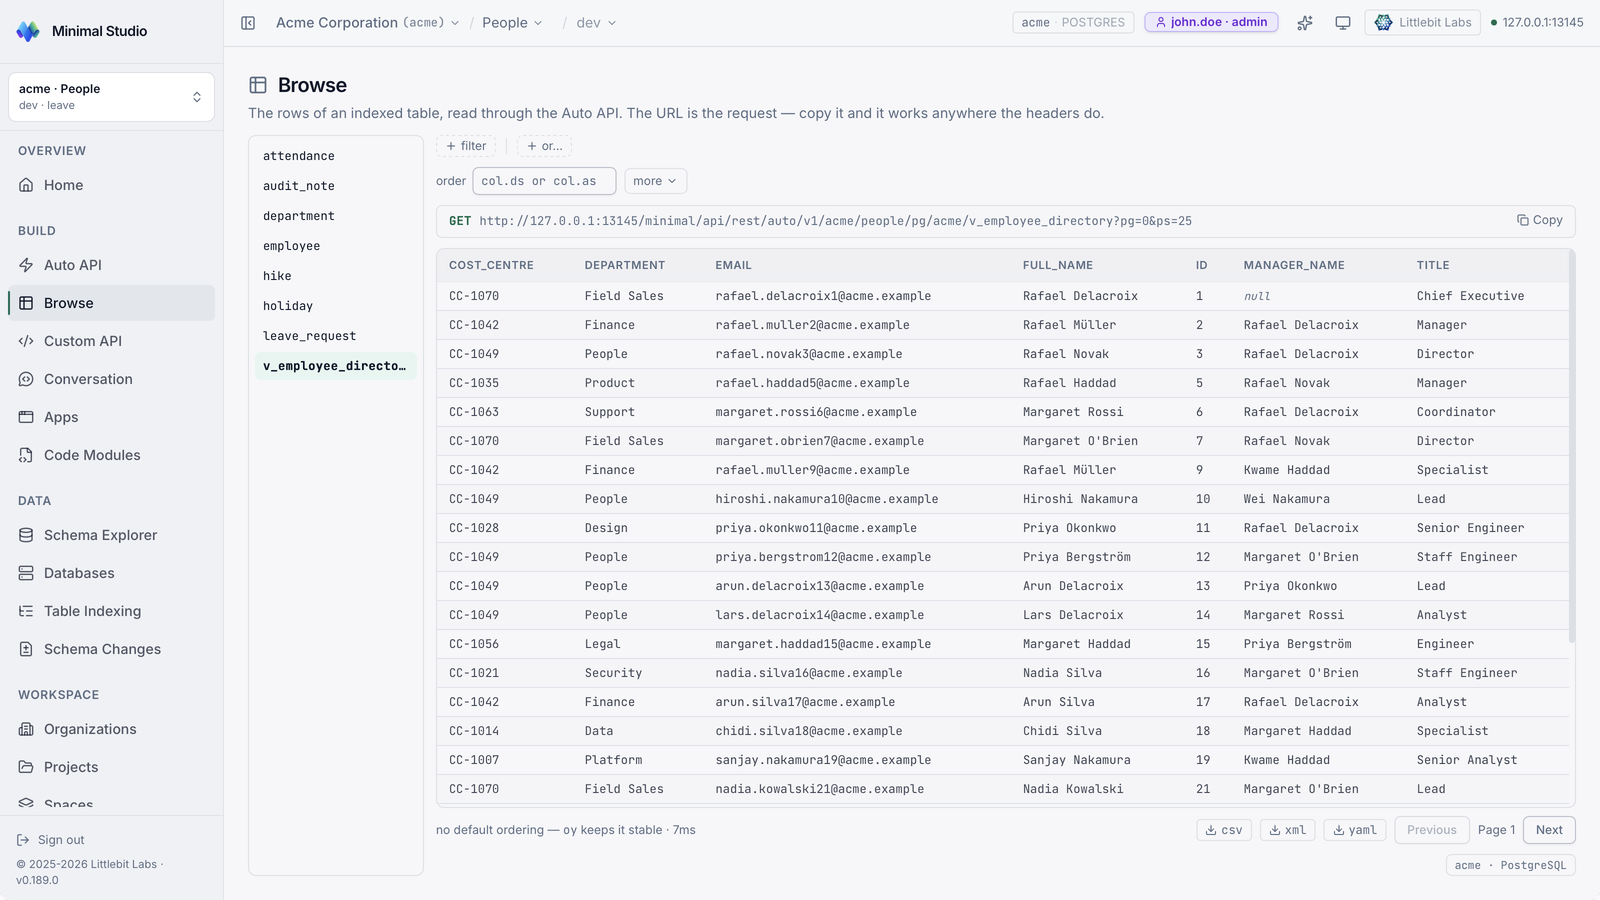 Minimal Studio
Acme Corporation (acme) / People / dev
acme · POSTGRES
john.doe · admin
Littlebit Labs
127.0.0.1:13145
acme · People
dev · leave
OVERVIEW
Home
BUILD
Auto API
Browse
Custom API
Conversation
Apps
Code Modules
DATA
Schema Explorer
Databases
Table Indexing
Schema Changes
WORKSPACE
Organizations
Projects
Spaces
Sign out
© 2025-2026 Littlebit Labs ·
v0.189.0
Browse
The rows of an indexed table, read through the Auto API. The URL is the request — copy it and it works anywhere the headers do.
attendance
audit_note
department
employee
hike
holiday
leave_request
v_employee_directo…
+ filter
+ or...
order col.ds or col.as more
GET http://127.0.0.1:13145/minimal/api/rest/auto/v1/acme/people/pg/acme/v_employee_directory?pg=0&ps=25 Copy
COST_CENTRE DEPARTMENT EMAIL FULL_NAME ID MANAGER_NAME TITLE
CC-1070 Field Sales rafael.delacroix1@acme.example Rafael Delacroix 1 null Chief Executive
CC-1042 Finance rafael.muller2@acme.example Rafael Müller 2 Rafael Delacroix Manager
CC-1049 People rafael.novak3@acme.example Rafael Novak 3 Rafael Delacroix Director
CC-1035 Product rafael.haddad5@acme.example Rafael Haddad 5 Rafael Novak Manager
CC-1063 Support margaret.rossi6@acme.example Margaret Rossi 6 Rafael Delacroix Coordinator
CC-1070 Field Sales margaret.obrien7@acme.example Margaret O'Brien 7 Rafael Novak Director
CC-1042 Finance rafael.muller9@acme.example Rafael Müller 9 Kwame Haddad Specialist
CC-1049 People hiroshi.nakamura10@acme.example Hiroshi Nakamura 10 Wei Nakamura Lead
CC-1028 Design priya.okonkwo11@acme.example Priya Okonkwo 11 Rafael Delacroix Senior Engineer
CC-1049 People priya.bergstrom12@acme.example Priya Bergström 12 Margaret O'Brien Staff Engineer
CC-1049 People arun.delacroix13@acme.example Arun Delacroix 13 Priya Okonkwo Lead
CC-1049 People lars.delacroix14@acme.example Lars Delacroix 14 Margaret Rossi Analyst
CC-1056 Legal margaret.haddad15@acme.example Margaret Haddad 15 Priya Bergström Engineer
CC-1021 Security nadia.silva16@acme.example Nadia Silva 16 Margaret O'Brien Staff Engineer
CC-1042 Finance arun.silva17@acme.example Arun Silva 17 Rafael Delacroix Analyst
CC-1014 Data chidi.silva18@acme.example Chidi Silva 18 Margaret Haddad Specialist
CC-1007 Platform sanjay.nakamura19@acme.example Sanjay Nakamura 19 Kwame Haddad Senior Analyst
CC-1070 Field Sales nadia.kowalski21@acme.example Nadia Kowalski 21 Margaret O'Brien Lead
no default ordering — oy keeps it stable · 7ms
csv xml yaml Previous Page 1 Next
acme · PostgreSQL